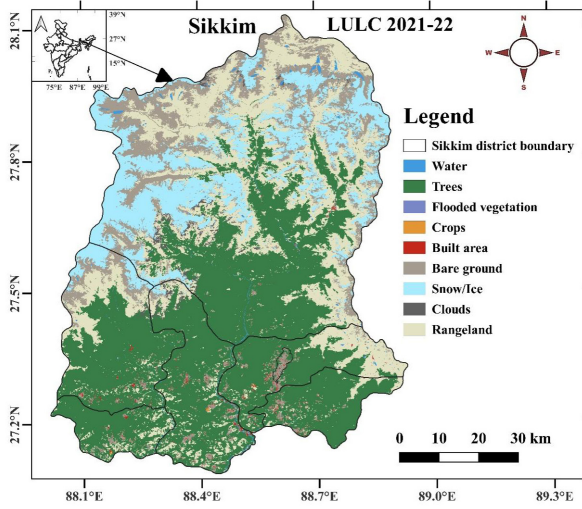 Sikkim LULC 2021-22
39°N
27°N
15°N
75°E 87°E 99°E
N
W E
S
28.1°N
27.8°N
27.5°N
27.2°N
Legend
Sikkim district boundary
Water
Trees
Flooded vegetation
Crops
Built area
Bare ground
Snow/Ice
Clouds
Rangeland
0 10 20 30 km
88.1°E 88.4°E 88.7°E 89.0°E 89.3°E